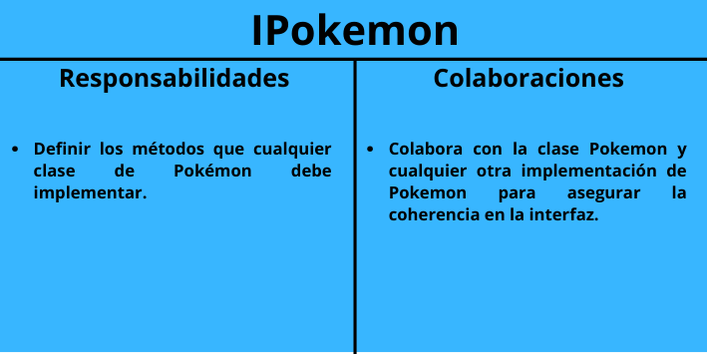 IPokemon
Responsabilidades
Colaboraciones
• Definir los métodos que cualquier
clase de Pokémon debe
implementar.
• Colabora con la clase Pokemon y
cualquier otra implementación de
Pokemon para asegurar la
coherencia en la interfaz.